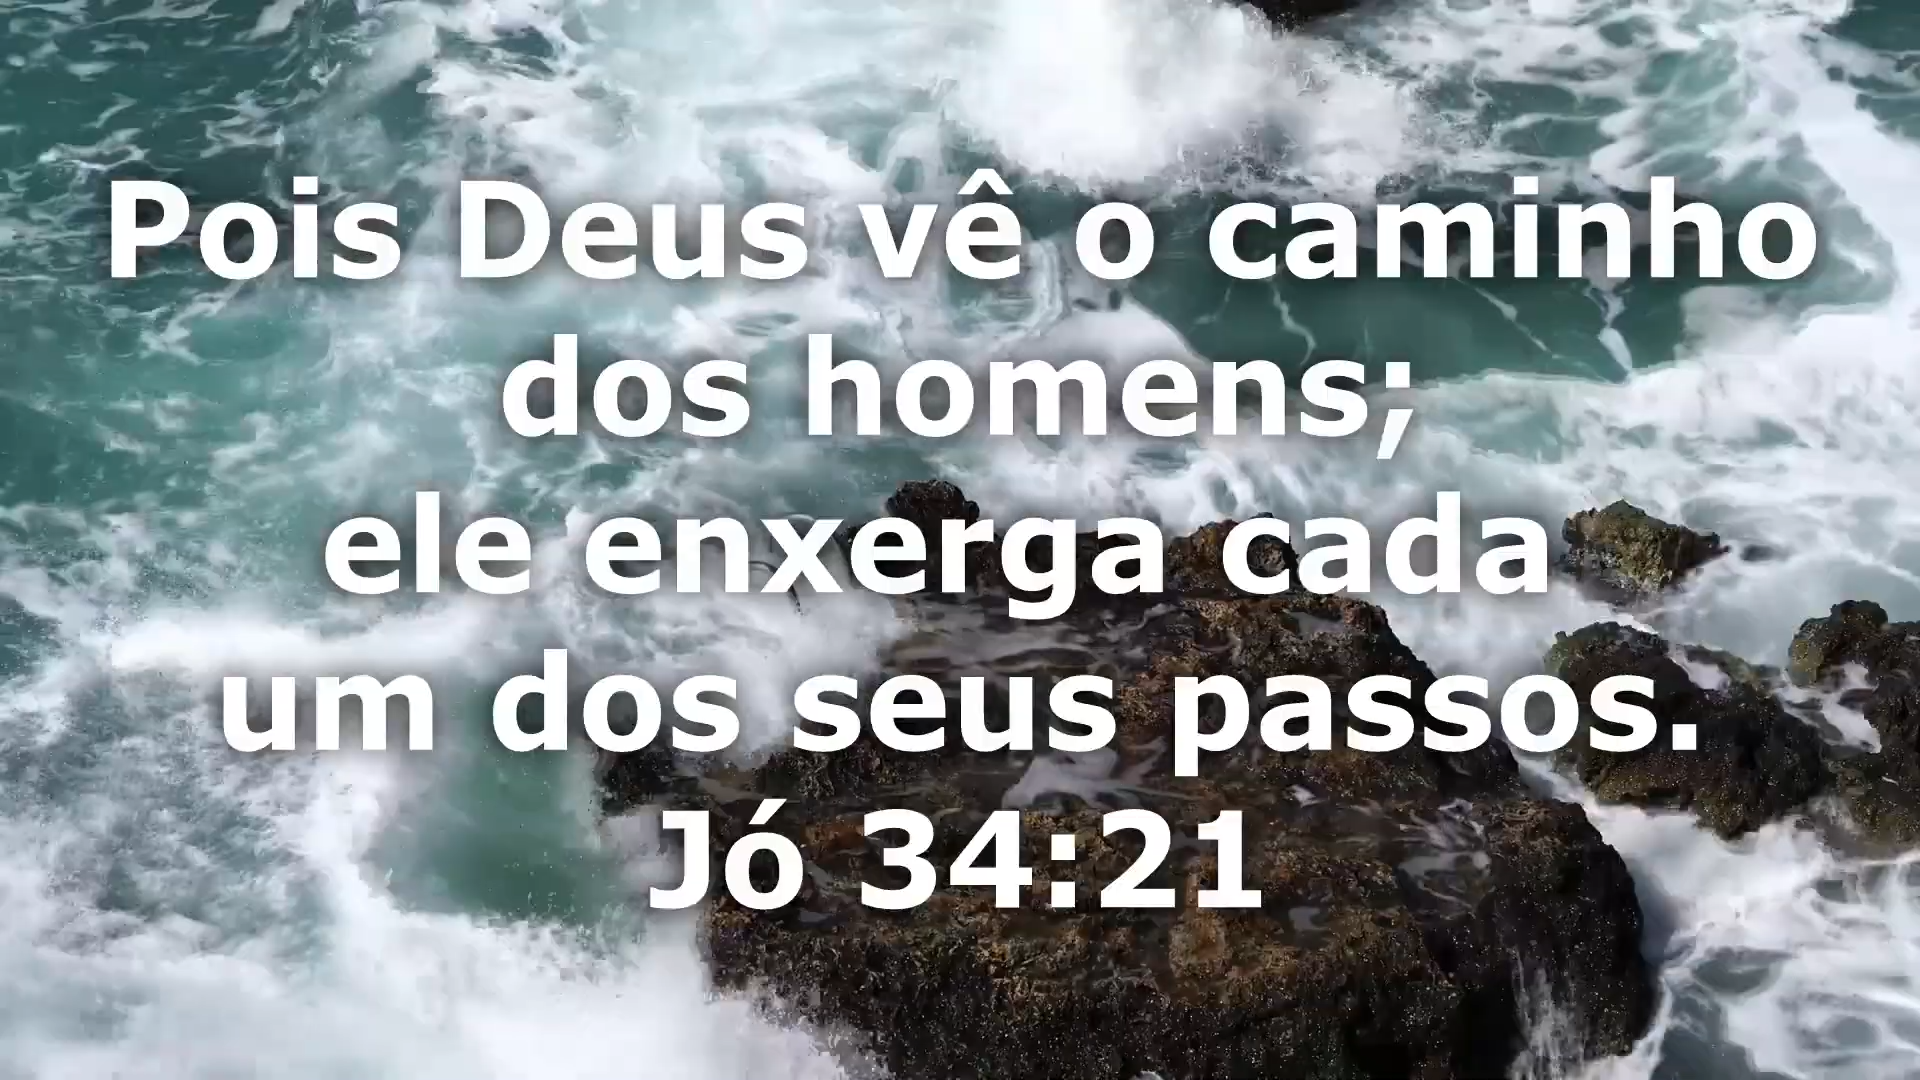 Pois Deus vê o caminho
dos homens;
ele enxerga cada
um dos seus passos.
Jó 34:21